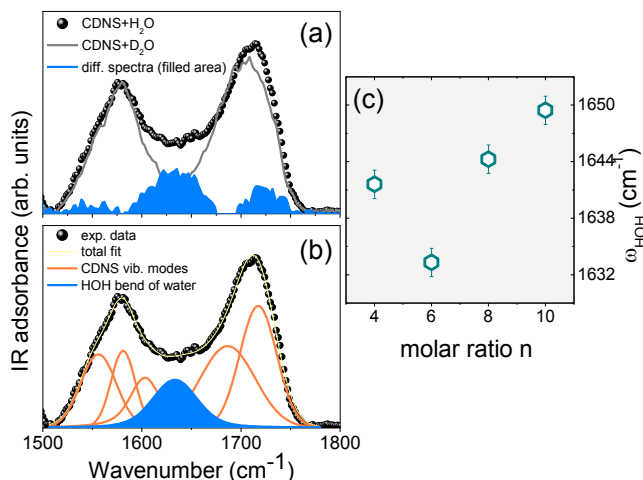 CDNS+H2O
(a)
CDNS+D2O
diff. spectra (filled area)
IR adsorbance (arb. units)
exp. data
(b)
total fit
CDNS vib. modes
HOH bend of water
1500
1600
1700
1800
Wavenumber (cm-1)
(c)
1650
1644
1638
1632
ωHOH (cm-1)
4
6
8
10
molar ratio n